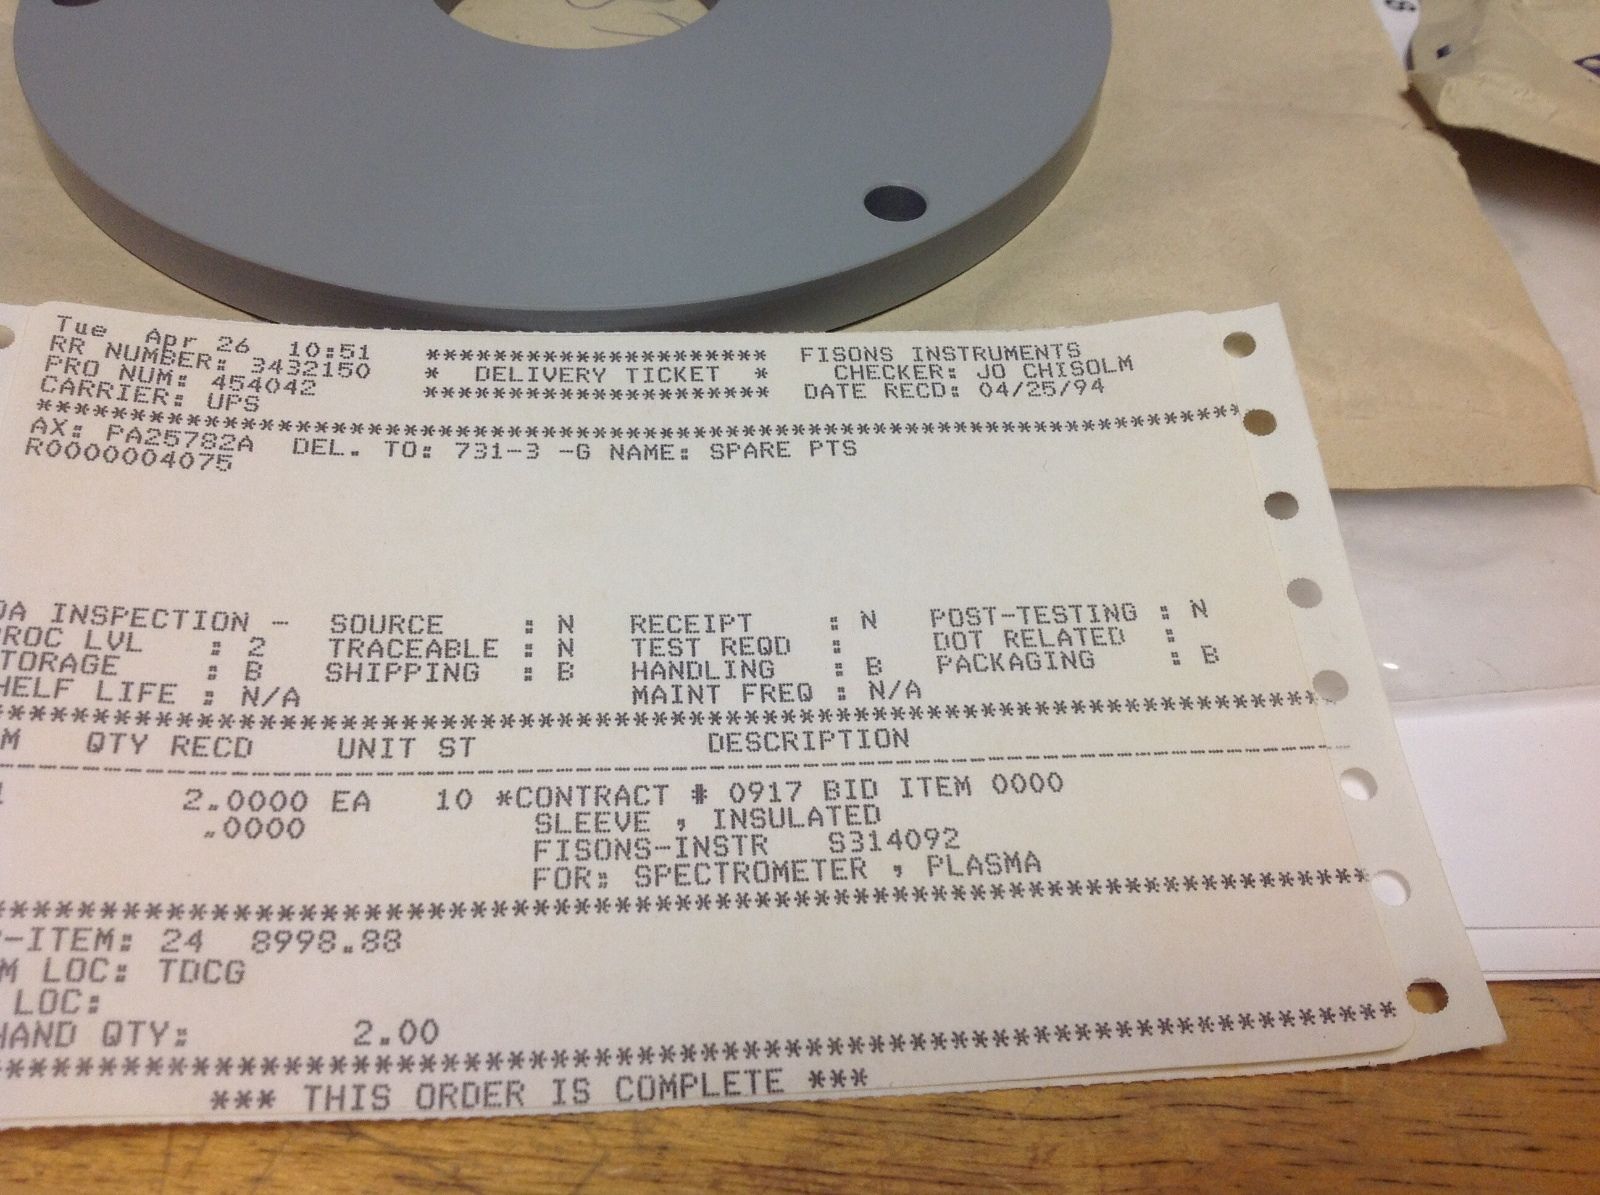 Tue Apr 26 10:51
RR NUMBER: 3432150
PRO NUM: 454042
CARRIER: UPS
********************
* DELIVERY TICKET *
********************
FISONS INSTRUMENTS
CHECKER: JO CHISOLM
DATE RECD: 04/25/94
AX: PA25782A DEL. TO: 731-3 -G NAME: SPARE PTS
R0000004075
QA INSPECTION - SOURCE : N RECEIPT : N POST-TESTING : N
ROC LVL : 2 TRACEABLE : N TEST REQD : DOT RELATED :
TORAGE : B SHIPPING : B HANDLING : B PACKAGING : B
HELF LIFE : N/A MAINT FREQ : N/A
M QTY RECD UNIT ST DESCRIPTION
2.0000 EA 10 *CONTRACT # 0917 BID ITEM 0000
.0000 SLEEVE , INSULATED
FISONS-INSTR S314092
FOR: SPECTROMETER , PLASMA
-ITEM: 24 8998.88
M LOC: TDCG
LOC:
HAND QTY: 2.00
*** THIS ORDER IS COMPLETE ***